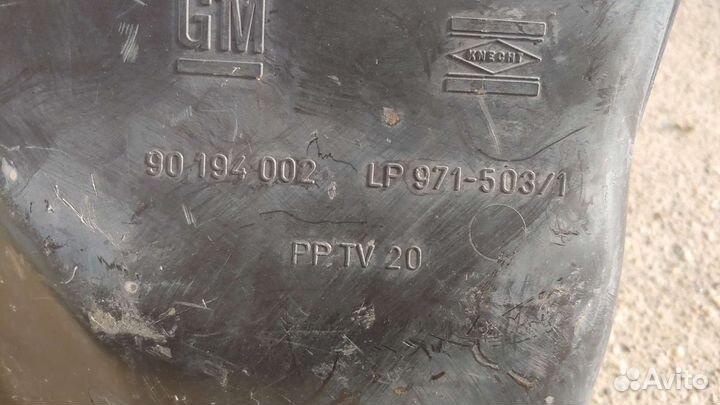 GM
KNECHT
90 194 002 LP 971-503/1
PP TV 20
Avito